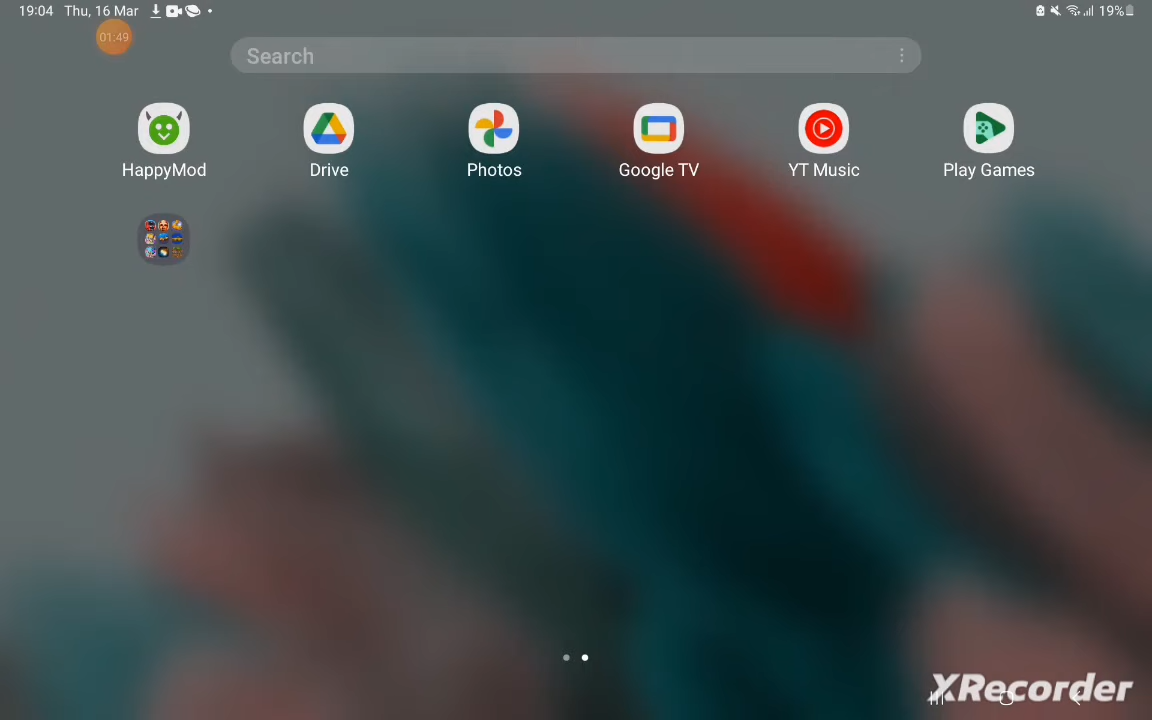 19:04 Thu, 16 Mar
19%
01:49
Search
HappyMod
Drive
Photos
Google TV
YT Music
Play Games
XRecorder